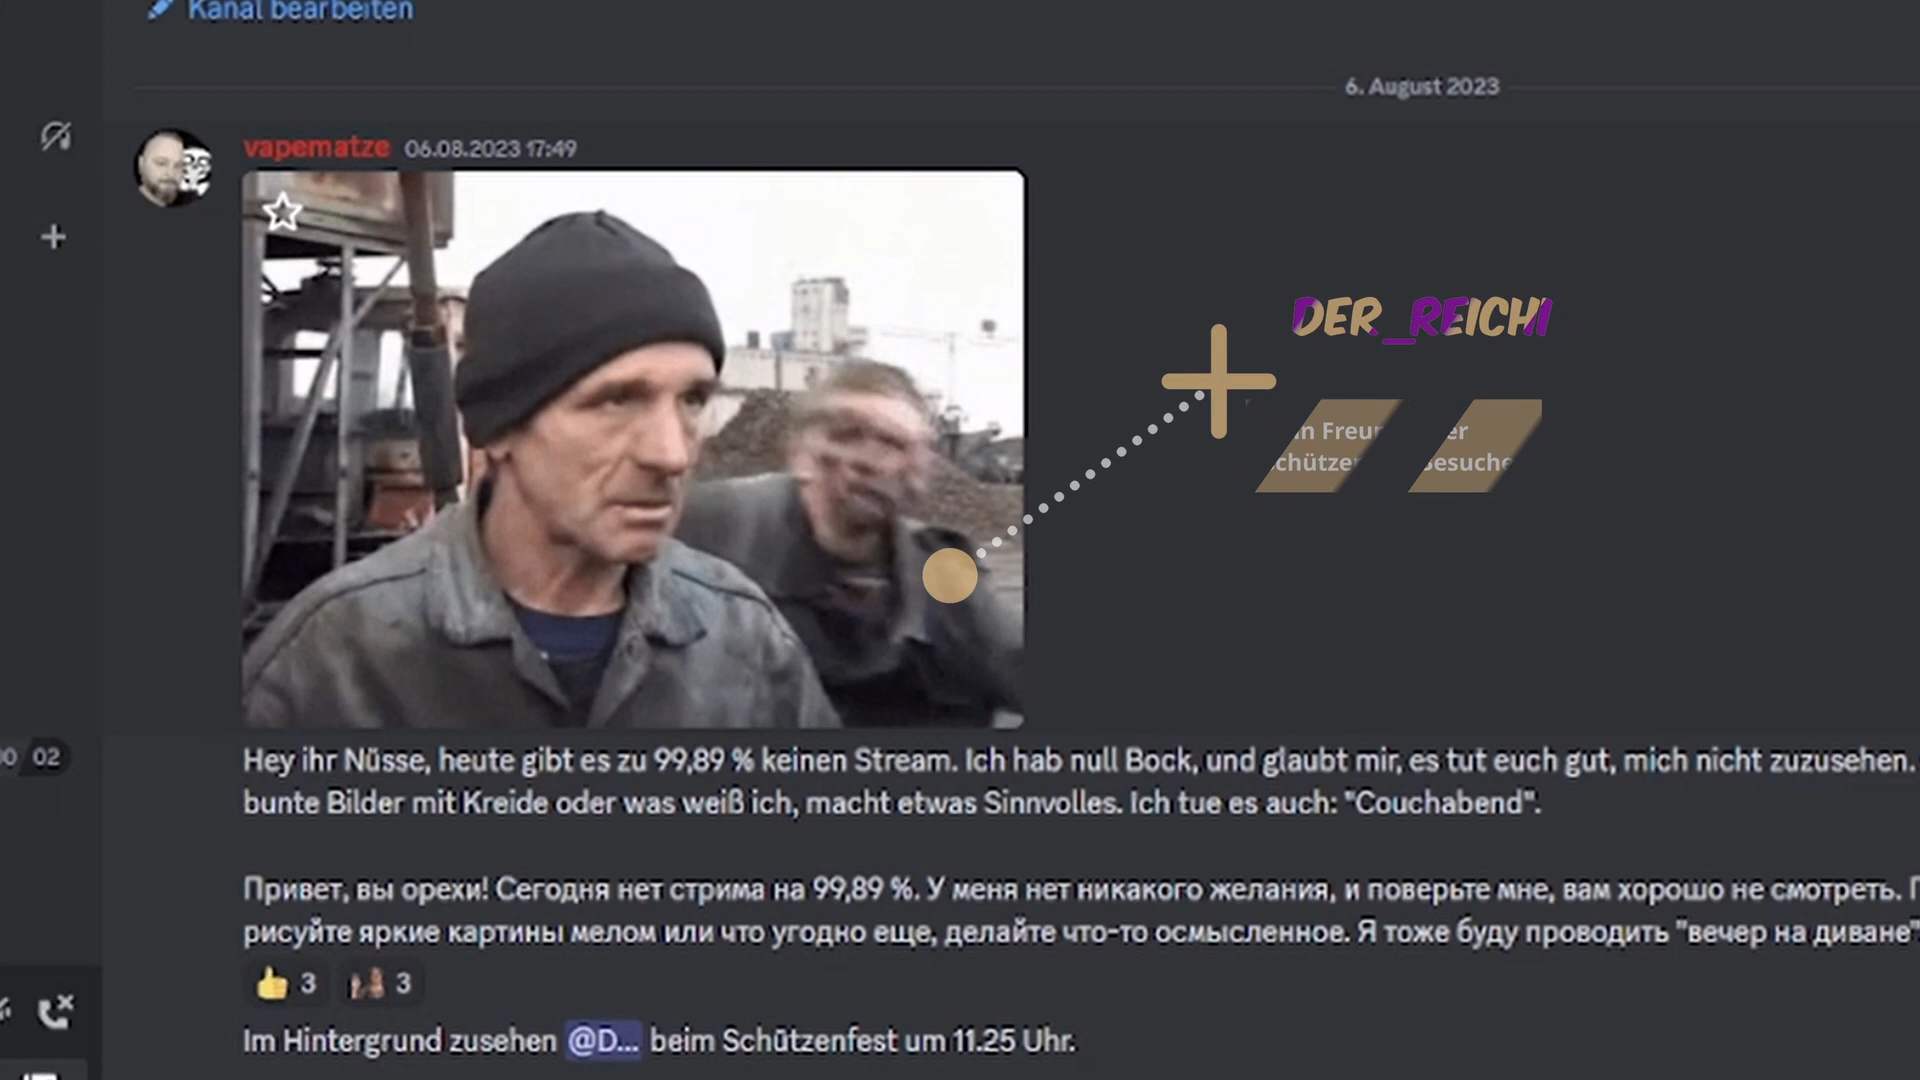 Kanal bearbeiten
6. August 2023
vapematze 06.08.2023 17:49
DER_REICHI
Freun
02
Hey ihr Nüsse, heute gibt es zu 99,89 % keinen Stream. Ich hab null Bock, und glaubt mir, es tut euch gut, mich nicht zuzusehen.
bunte Bilder mit Kreide oder was weiß ich, macht etwas Sinnvolles. Ich tue es auch: "Couchabend".
Привет, вы орехи! Сегодня нет стрима на 99,89 %. У меня нет никакого желания, и поверьте мне, вам хорошо не смотреть.
рисуйте яркие картины мелом или что угодно еще, делайте что-то осмысленное. Я тоже буду проводить "вечер на диване"
3 3
Im Hintergrund zusehen @D... beim Schützenfest um 11.25 Uhr.